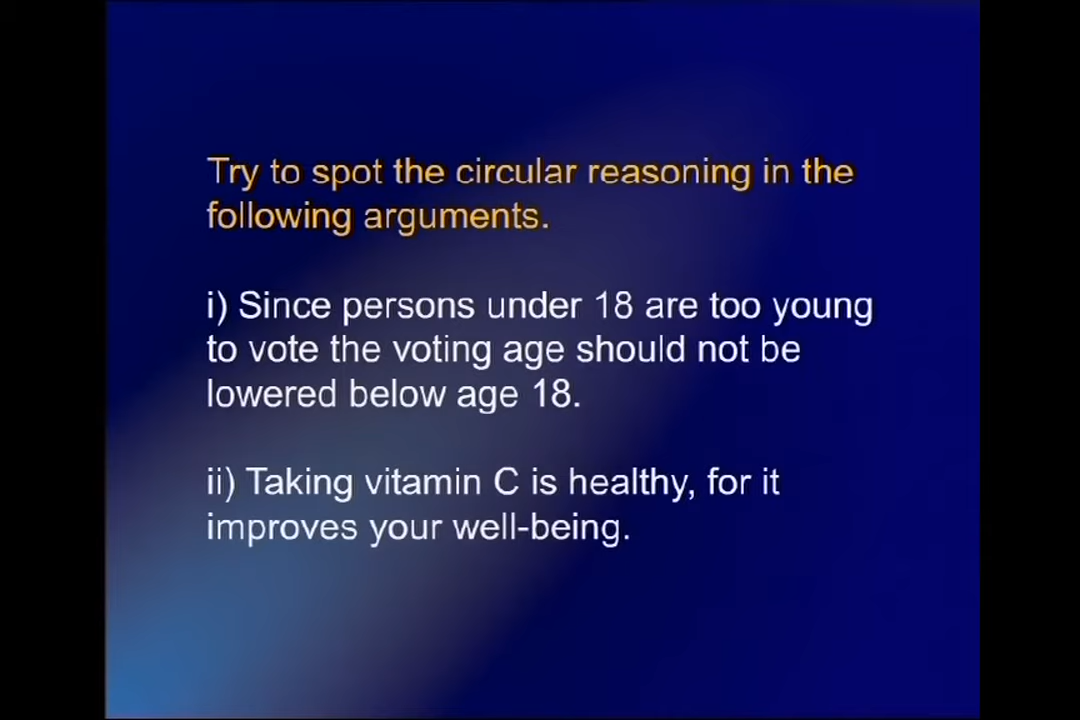 Try to spot the circular reasoning in the
following arguments.
i) Since persons under 18 are too young
to vote the voting age should not be
lowered below age 18.
ii) Taking vitamin C is healthy, for it
improves your well-being.